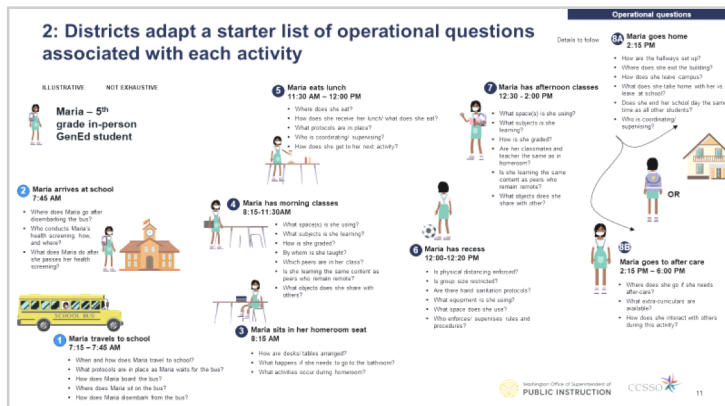 Operational questions
2: Districts adapt a starter list of operational questions
associated with each activity
Details to follow
ILLUSTRATIVE NOT EXHAUSTIVE
Maria – 5th
grade in-person
GenEd student
1 Maria travels to school
7:15 – 7:45 AM
• When and how does Maria travel to school?
• What protocols are in place as Maria waits for the bus?
• How does Maria board the bus?
• Where does Maria sit on the bus?
• How does Maria disembark from the bus?
SCHOOL BUS
2 Maria arrives at school
7:45 AM
• Where does Maria go after
disembarking the bus?
• Who conducts Maria's
health screening, how,
and where?
• What does Maria do after
she passes her health
screening?
3 Maria sits in her homeroom seat
8:15 AM
• How are desks/ tables arranged?
• What happens if she needs to go to the bathroom?
• What activities occur during homeroom?
4 Maria has morning classes
8:15-11:30AM
• What space(s) is she using?
• What subjects is she learning?
• How is she graded?
• By whom is she taught?
• Which peers are in her class?
• Is she learning the same content as
peers who remain remote?
• What objects does she share with
others?
5 Maria eats lunch
11:30 AM – 12:00 PM
• Where does she eat?
• How does she receive her lunch/ what does she eat?
• What protocols are in place?
• Who is coordinating/ supervising?
• How does she get to her next activity?
6 Maria has recess
12:00-12:20 PM
• Is physical distancing enforced?
• Is group size restricted?
• Are there hand sanitation protocols?
• What equipment is she using?
• What space does she use?
• Who enforces/ supervises rules and
procedures?
7 Maria has afternoon classes
12:30 - 2:00 PM
• What space(s) is she using?
• What subjects is she
learning?
• How is she graded?
• Are her classmates and
teacher the same as in
homeroom?
• Is she learning the same
content as peers who
remain remote?
• What objects does she
share with other?
8A Maria goes home
2:15 PM
• How are the hallways set up?
• Where does she exit the building?
• How does she leave campus?
• What does she take home with her vs.
leave at school?
• Does she end her school day the same
time as all other students?
• Who is coordinating/
supervising?
OR
8B
Maria goes to after care
2:15 PM – 6:00 PM
• Where does she go if she needs
after-care?
• What extra-curriculars are
available?
• How does she interact with others
during this activity?
Washington Office of Superintendent of
PUBLIC INSTRUCTION
CCSSO
11